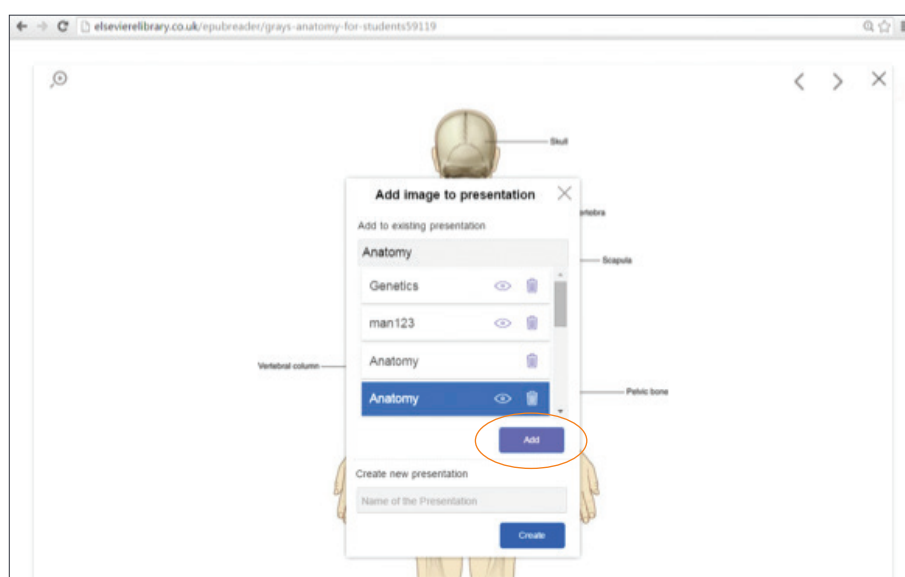 elsevierelibrary.co.uk/epubreader/grays-anatomy-for-students59119
Skull
Add image to presentation
ertebra
Add to existing presentation
Anatomy
Scapula
Genetics
man123
Anatomy
Vertebral column
Anatomy
Pelvic bone
Add
Create new presentation
Name of the Presentation
Create